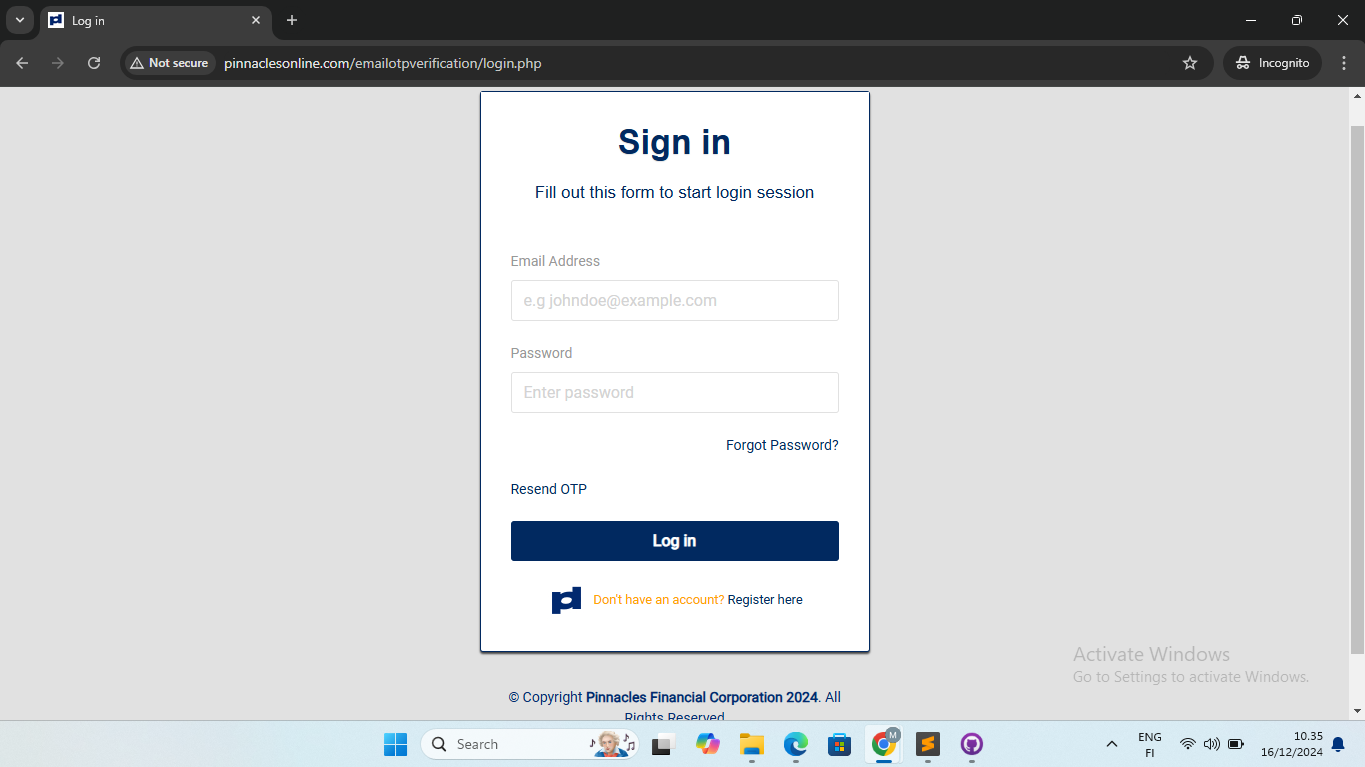 Log in
Not secure
pinnaclesonline.com/emailotpverification/login.php
Incognito
Sign in
Fill out this form to start login session
Email Address
e.g johndoe@example.com
Password
Enter password
Forgot Password?
Resend OTP
Log in
Don't have an account? Register here
Activate Windows
Go to Settings to activate Windows.
© Copyright Pinnacles Financial Corporation 2024. All
Rights Reserved
Search
M
ENG
FI
10.35
16/12/2024